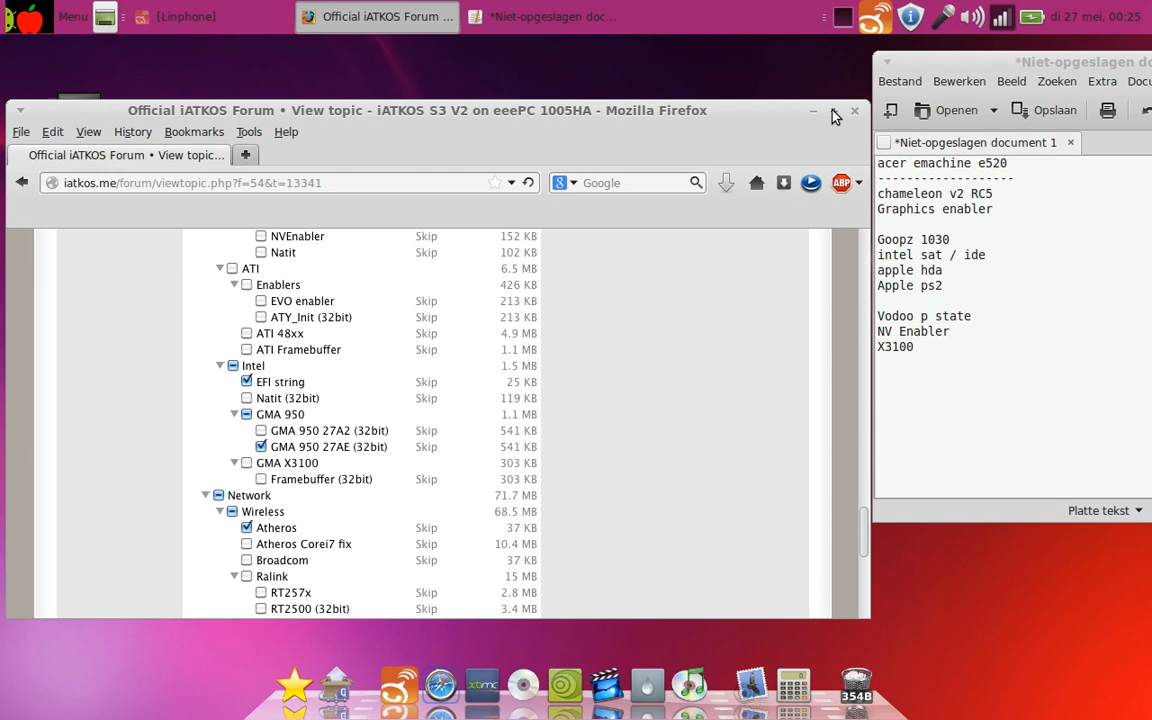 Menu
[Linphone]
Official iATKOS Forum ...
*Niet-opgeslagen doc...
di 27 mei, 00:25
Official iATKOS Forum • View topic - iATKOS S3 V2 on eeePC 1005HA - Mozilla Firefox
File Edit View History Bookmarks Tools Help
Official iATKOS Forum • View topic...
iatkos.me/forum/viewtopic.php?f=54&t=13341
Google
ABP
NVEnabler Skip 152 KB
Natit Skip 102 KB
ATI 6.5 MB
Enablers 426 KB
EVO enabler Skip 213 KB
ATY_Init (32bit) Skip 213 KB
ATI 48xx Skip 4.9 MB
ATI Framebuffer Skip 1.1 MB
Intel 1.5 MB
EFI string Skip 25 KB
Natit (32bit) Skip 119 KB
GMA 950 1.1 MB
GMA 950 27A2 (32bit) Skip 541 KB
GMA 950 27AE (32bit) Skip 541 KB
GMA X3100 303 KB
Framebuffer (32bit) Skip 303 KB
Network 71.7 MB
Wireless 68.5 MB
Atheros Skip 37 KB
Atheros Corei7 fix Skip 10.4 MB
Broadcom Skip 37 KB
Ralink 15 MB
RT257x Skip 2.8 MB
RT2500 (32bit) Skip 3.4 MB
*Niet-opgeslagen do
Bestand Bewerken Beeld Zoeken Extra Docu
Openen Opslaan
*Niet-opgeslagen document 1
acer emachine e520
-------------------
chameleon v2 RC5
Graphics enabler
Goopz 1030
intel sat / ide
apple hda
Apple ps2
Vodoo p state
NV Enabler
X3100
Platte tekst
xbmc
354B